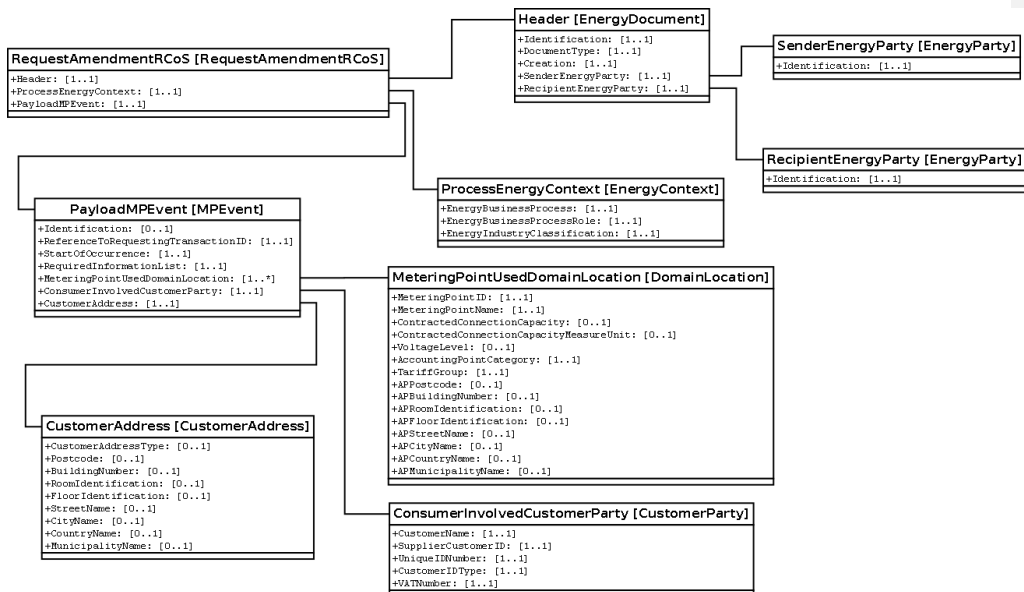 Header [EnergyDocument]
+Identification: [1..1]
+DocumentType: [1..1]
+Creation: [1..1]
+SenderEnergyParty: [1..1]
+RecipientEnergyParty: [1..1]
SenderEnergyParty [EnergyParty]
+Identification: [1..1]
RequestAmendmentRCoS [RequestAmendmentRCoS]
+Header: [1..1]
+ProcessEnergyContext: [1..1]
+PayloadMPEvent: [1..1]
RecipientEnergyParty [EnergyParty]
+Identification: [1..1]
ProcessEnergyContext [EnergyContext]
+EnergyBusinessProcess: [1..1]
+EnergyBusinessProcessRole: [1..1]
+EnergyIndustryClassification: [1..1]
PayloadMPEvent [MPEvent]
+Identification: [0..1]
+ReferenceToRequestingTransactionID: [1..1]
+StartOfOccurrence: [1..1]
+RequiredInformationList: [1..1]
+MeteringPointUsedDomainLocation: [1..*]
+ConsumerInvolvedCustomerParty: [1..1]
+CustomerAddress: [1..1]
MeteringPointUsedDomainLocation [DomainLocation]
+MeteringPointID: [1..1]
+MeteringPointName: [1..1]
+ContractedConnectionCapacity: [0..1]
+ContractedConnectionCapacityMeasureUnit: [0..1]
+VoltageLevel: [0..1]
+AccountingPointCategory: [1..1]
+TariffGroup: [1..1]
+APPostcode: [0..1]
+APBuildingNumber: [0..1]
+APRoomIdentification: [0..1]
+APFloorIdentification: [0..1]
+APStreetName: [0..1]
+APCityName: [0..1]
+APCountryName: [0..1]
+APMunicipalityName: [0..1]
CustomerAddress [CustomerAddress]
+CustomerAddressType: [0..1]
+Postcode: [0..1]
+BuildingNumber: [0..1]
+RoomIdentification: [0..1]
+FloorIdentification: [0..1]
+StreetName: [0..1]
+CityName: [0..1]
+CountryName: [0..1]
+MunicipalityName: [0..1]
ConsumerInvolvedCustomerParty [CustomerParty]
+CustomerName: [1..1]
+SupplierCustomerID: [1..1]
+UniqueIDNumber: [1..1]
+CustomerIDType: [1..1]
+VATNumber: [1..1]